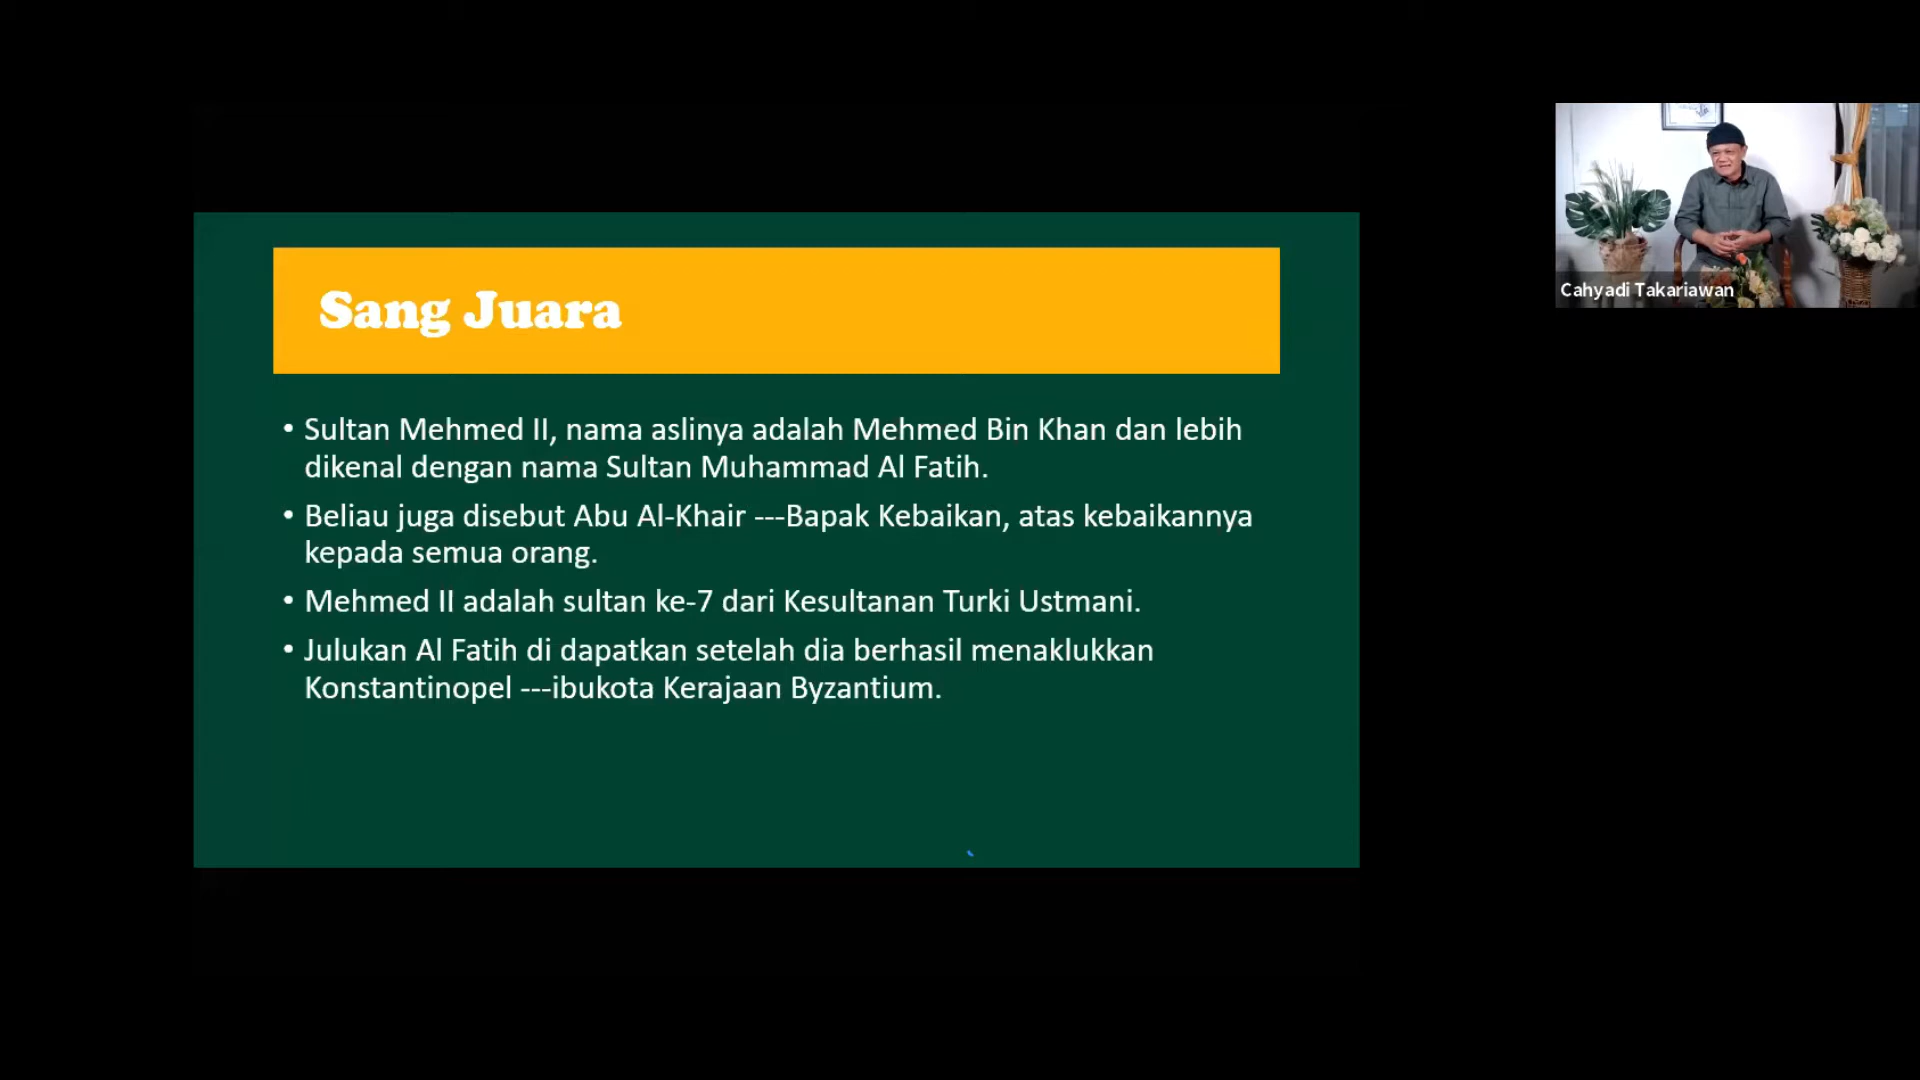 Sang Juara
• Sultan Mehmed II, nama aslinya adalah Mehmed Bin Khan dan lebih
dikenal dengan nama Sultan Muhammad Al Fatih.
• Beliau juga disebut Abu Al-Khair ---Bapak Kebaikan, atas kebaikannya
kepada semua orang.
• Mehmed II adalah sultan ke-7 dari Kesultanan Turki Ustmani.
• Julukan Al Fatih di dapatkan setelah dia berhasil menaklukkan
Konstantinopel ---ibukota Kerajaan Byzantium.
Cahyadi Takariawan